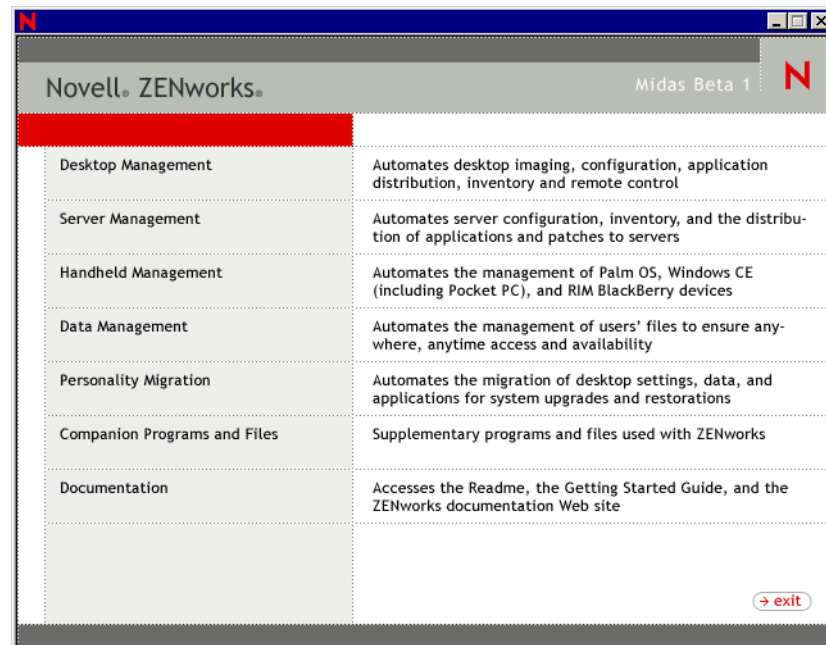 N
Novell® ZENworks®
Midas Beta 1
N
Desktop Management
Automates desktop imaging, configuration, application
distribution, inventory and remote control
Server Management
Automates server configuration, inventory, and the distribu-
tion of applications and patches to servers
Handheld Management
Automates the management of Palm OS, Windows CE
(including Pocket PC), and RIM BlackBerry devices
Data Management
Automates the management of users’ files to ensure any-
where, anytime access and availability
Personality Migration
Automates the migration of desktop settings, data, and
applications for system upgrades and restorations
Companion Programs and Files
Supplementary programs and files used with ZENworks
Documentation
Accesses the Readme, the Getting Started Guide, and the
ZENworks documentation Web site
→ exit